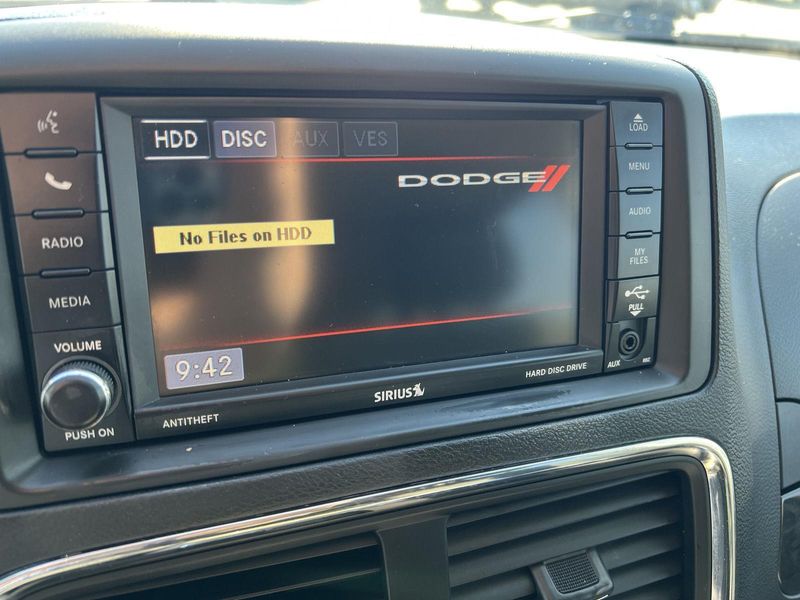 HDD DISC AUX VES
DODGE
No Files on HDD
9:42
RADIO
MEDIA
VOLUME
PUSH ON
ANTITHEFT
SIRIUS
HARD DISC DRIVE
LOAD
MENU
AUDIO
MY
FILES
PULL
AUX